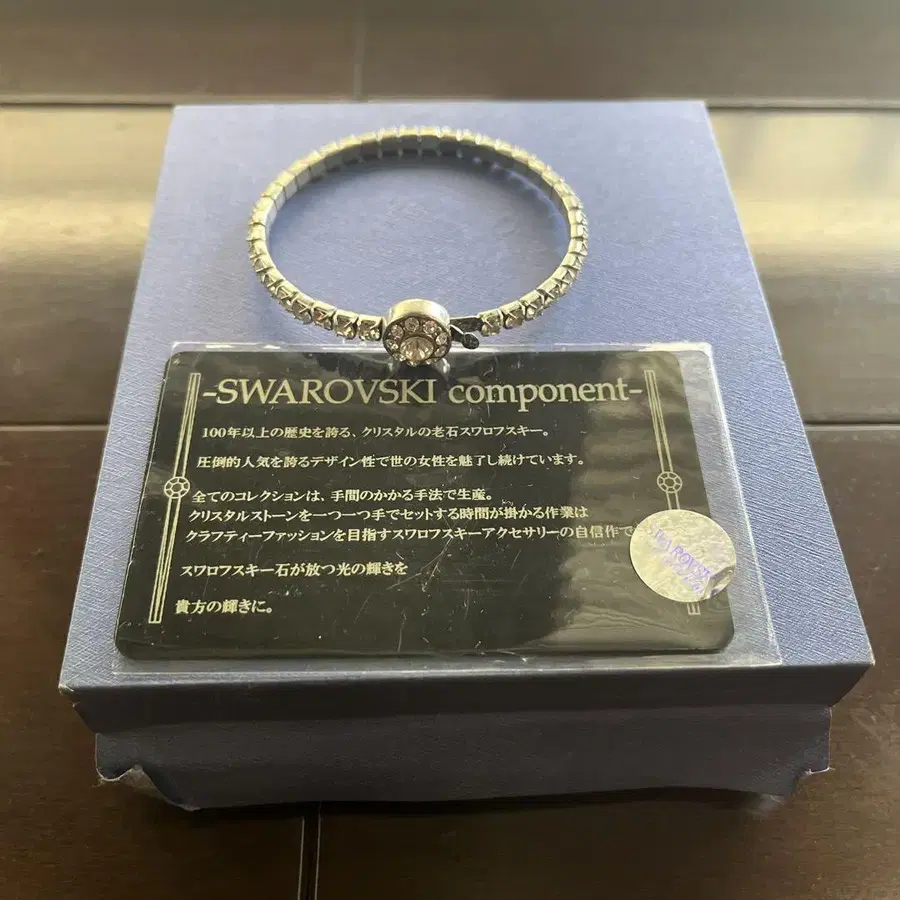 -SWAROVSKI component-
100年以上の歴史を誇る、クリスタルの老石スワロフスキー。
圧倒的人気を誇るデザイン性で世の女性を魅了し続けています。
全てのコレクションは、手間のかかる手法で生産。
クリスタルストーンを一つ一つ手でセットする時間が掛かる作業は
クラフティーファッションを目指すスワロフスキーアクセサリーの自信作で
スワロフスキー石が放つ光の輝きを
貴方の輝きに。